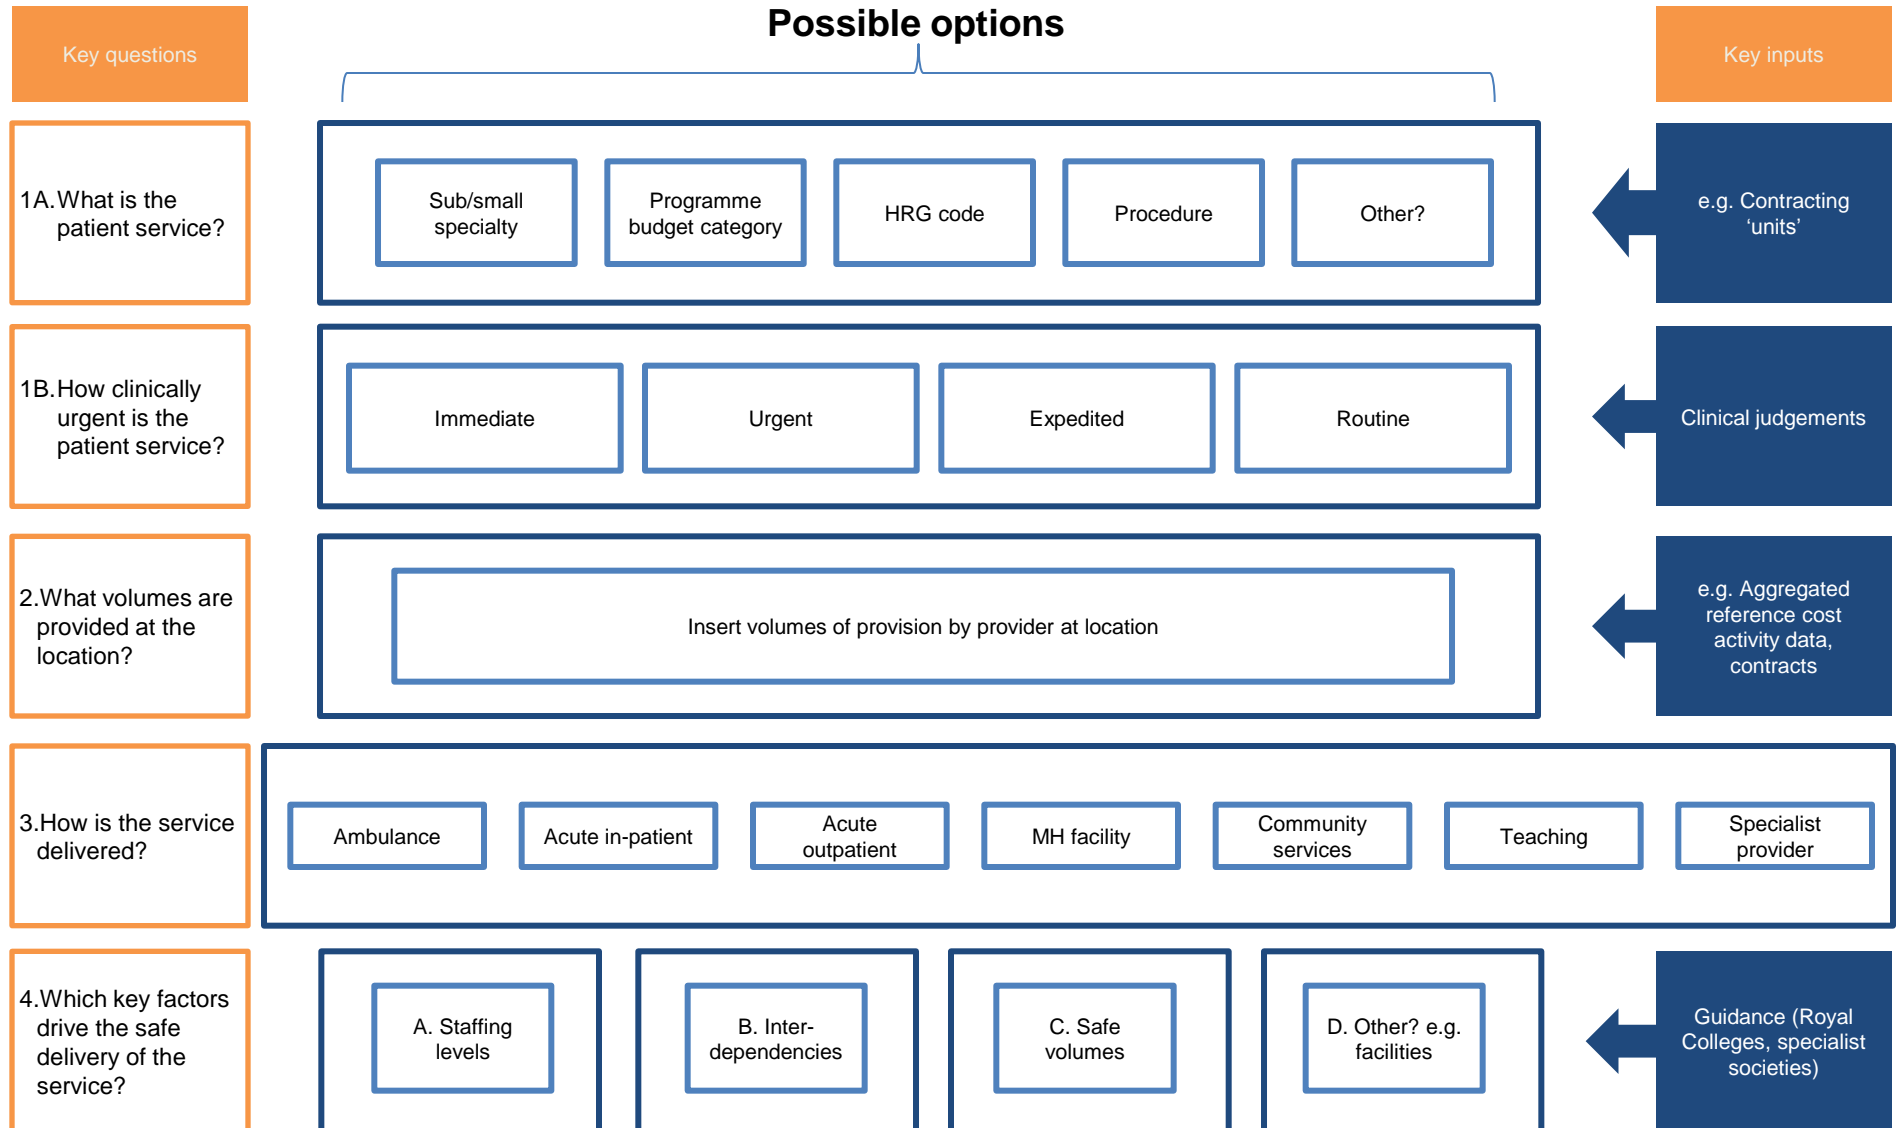 Possible options
Key questions
Key inputs
1A.What is the
patient service?
Sub/small
specialty
Programme
budget category
HRG code
Procedure
Other?
e.g. Contracting
‘units’
1B.How clinically
urgent is the
patient service?
Immediate
Urgent
Expedited
Routine
Clinical judgements
2.What volumes are
provided at the
location?
Insert volumes of provision by provider at location
e.g. Aggregated
reference cost
activity data,
contracts
3.How is the service
delivered?
Ambulance
Acute in-patient
Acute
outpatient
MH facility
Community
services
Teaching
Specialist
provider
4.Which key factors
drive the safe
delivery of the
service?
A. Staffing
levels
B. Inter-
dependencies
C. Safe
volumes
D. Other? e.g.
facilities
Guidance (Royal
Colleges, specialist
societies)